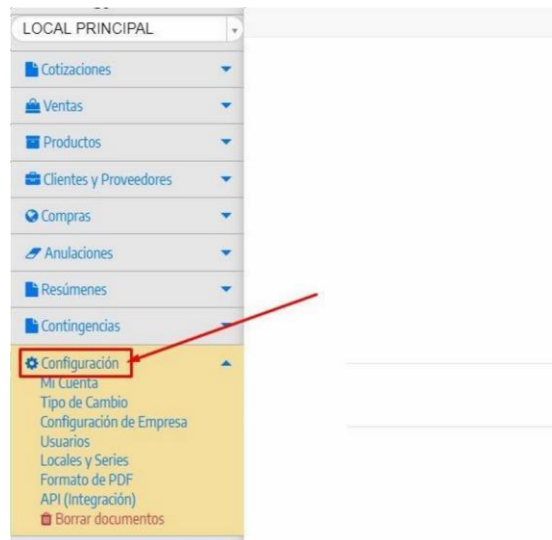 LOCAL PRINCIPAL
Cotizaciones
Ventas
Productos
Clientes y Proveedores
Compras
Anulaciones
Resúmenes
Contingencias
Configuración
Mi Cuenta
Tipo de Cambio
Configuración de Empresa
Usuarios
Locales y Series
Formato de PDF
API (Integración)
Borrar documentos